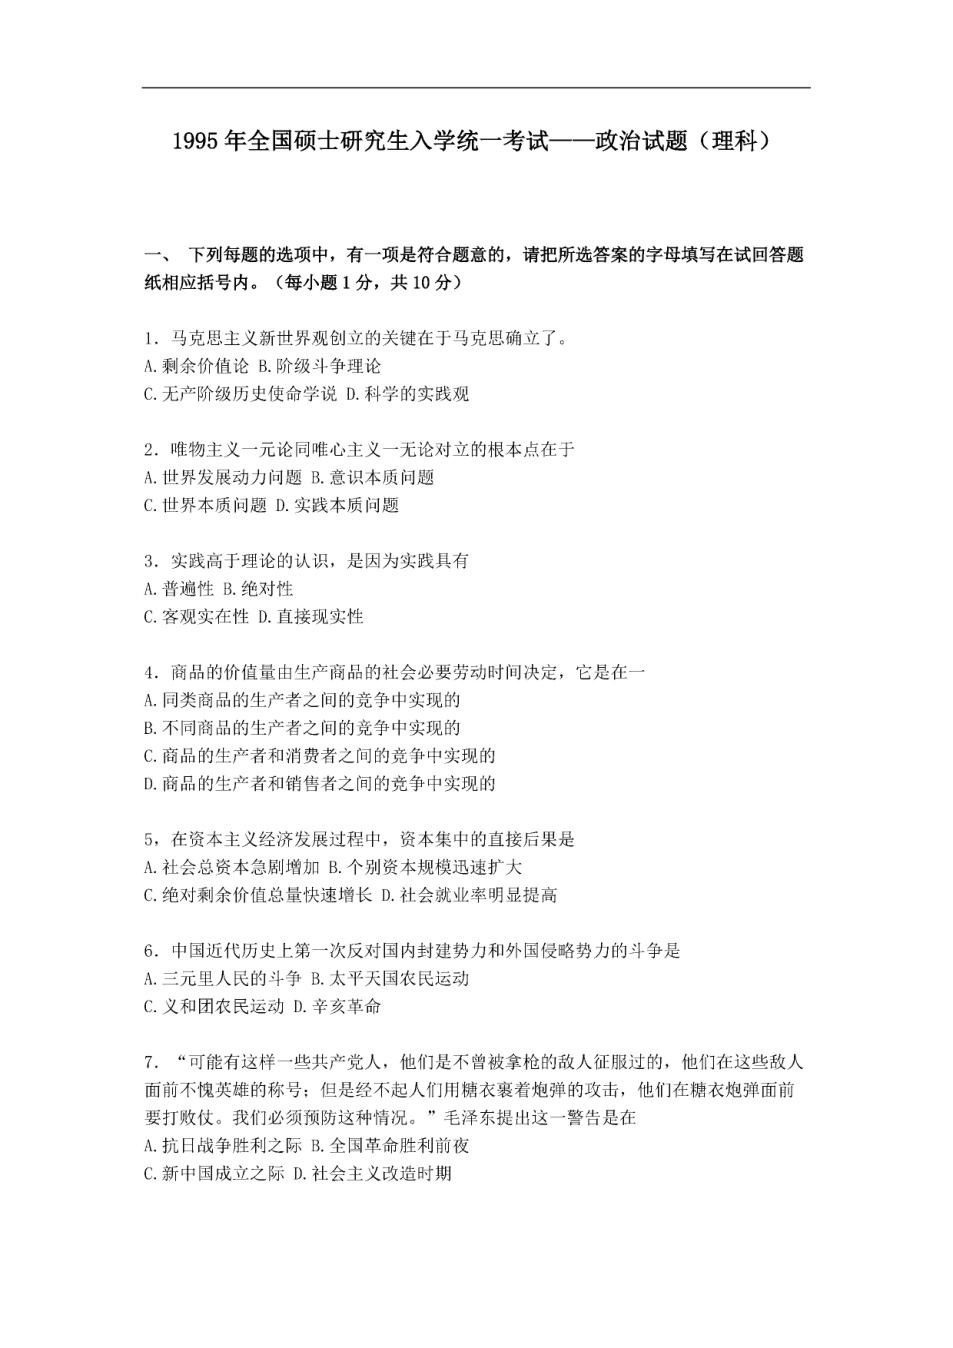 1995 年全国硕士研究生入学统一考试——政治试题（理科）
一、 下列每题的选项中，有一项是符合题意的，请把所选答案的字母填写在试回答题
纸相应括号内。（每小题 1 分，共 10 分）
1．马克思主义新世界观创立的关键在于马克思确立了。
A.剩余价值论 B.阶级斗争理论
C.无产阶级历史使命学说 D.科学的实践观
2．唯物主义一元论同唯心主义一无论对立的根本点在于
A.世界发展动力问题 B.意识本质问题
C.世界本质问题 D.实践本质问题
3．实践高于理论的认识，是因为实践具有
A.普遍性 B.绝对性
C.客观实在性 D.直接现实性
4．商品的价值量由生产商品的社会必要劳动时间决定，它是在一
A.同类商品的生产者之间的竞争中实现的
B.不同商品的生产者之间的竞争中实现的
C.商品的生产者和消费者之间的竞争中实现的
D.商品的生产者和销售者之间的竞争中实现的
5，在资本主义经济发展过程中，资本集中的直接后果是
A.社会总资本急剧增加 B.个别资本规模迅速扩大
C.绝对剩余价值总量快速增长 D.社会就业率明显提高
6．中国近代历史上第一次反对国内封建势力和外国侵略势力的斗争是
A.三元里人民的斗争 B.太平天国农民运动
C.义和团农民运动 D.辛亥革命
7．“可能有这样一些共产党人，他们是不曾被拿枪的敌人征服过的，他们在这些敌人
面前不愧英雄的称号；但是经不起人们用糖衣裹着炮弹的攻击，他们在糖衣炮弹面前
要打败仗。我们必须预防这种情况。”毛泽东提出这一警告是在
A.抗日战争胜利之际 B.全国革命胜利前夜
C.新中国成立之际 D.社会主义改造时期